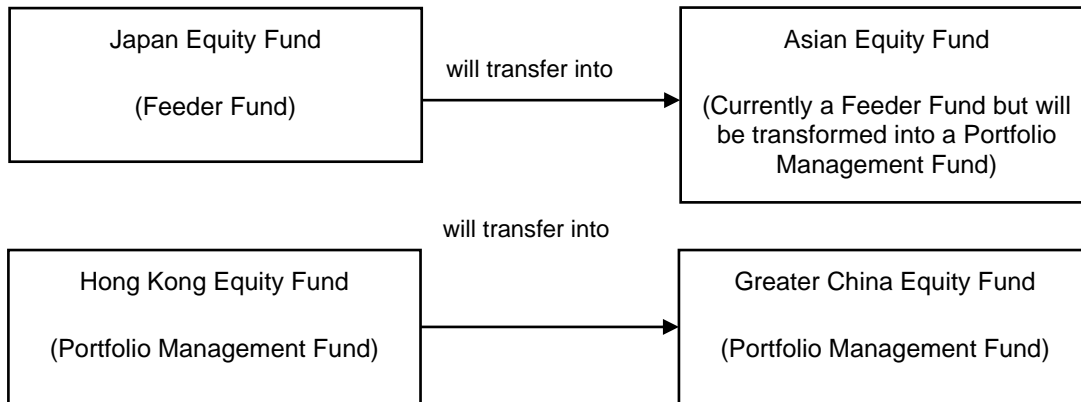 Japan Equity Fund
(Feeder Fund)
will transfer into
Asian Equity Fund
(Currently a Feeder Fund but will
be transformed into a Portfolio
Management Fund)
will transfer into
Hong Kong Equity Fund
(Portfolio Management Fund)
Greater China Equity Fund
(Portfolio Management Fund)